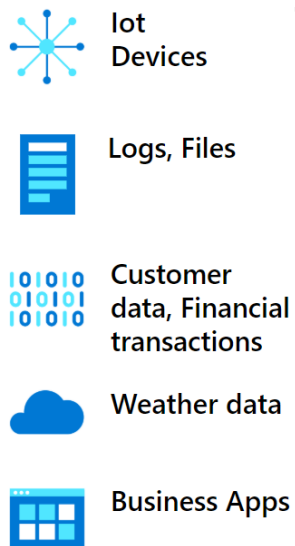 Iot
Devices
Logs, Files
Customer
data, Financial
transactions
Weather data
Business Apps